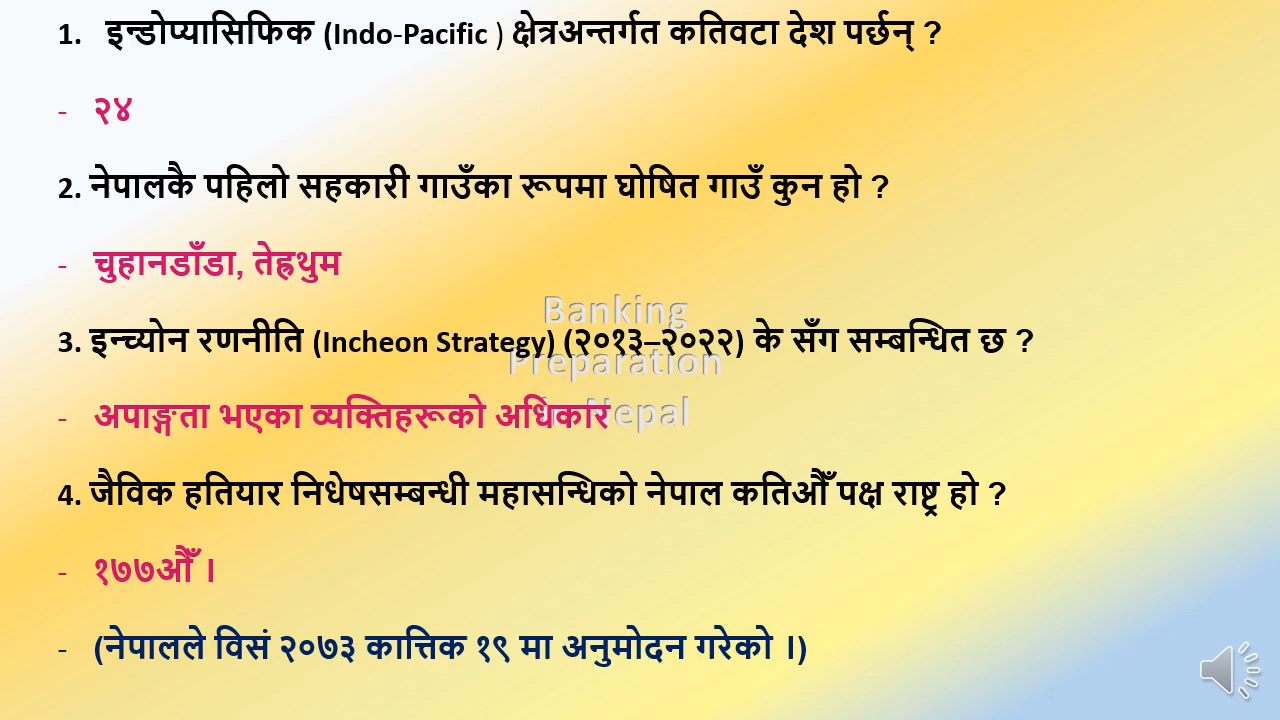 1. इन्डोप्यासिफिक (Indo-Pacific ) क्षेत्रअन्तर्गत कतिवटा देश पर्छन् ?
- २४
2. नेपालकै पहिलो सहकारी गाउँका रूपमा घोषित गाउँ कुन हो ?
- चुहानडाँडा, तेह्रथुम
Banking
3. इन्च्योन रणनीति (Incheon Strategy) (२०१३–२०२२) के सँग सम्बन्धित छ ?
Preparation
- अपाङ्गता भएका व्यक्तिहरूको अधिकार
in Nepal
4. जैविक हतियार निधेषसम्बन्धी महासन्धिको नेपाल कतिऔँ पक्ष राष्ट्र हो ?
- १७७औँ ।
- (नेपालले विसं २०७३ कात्तिक १९ मा अनुमोदन गरेको ।)